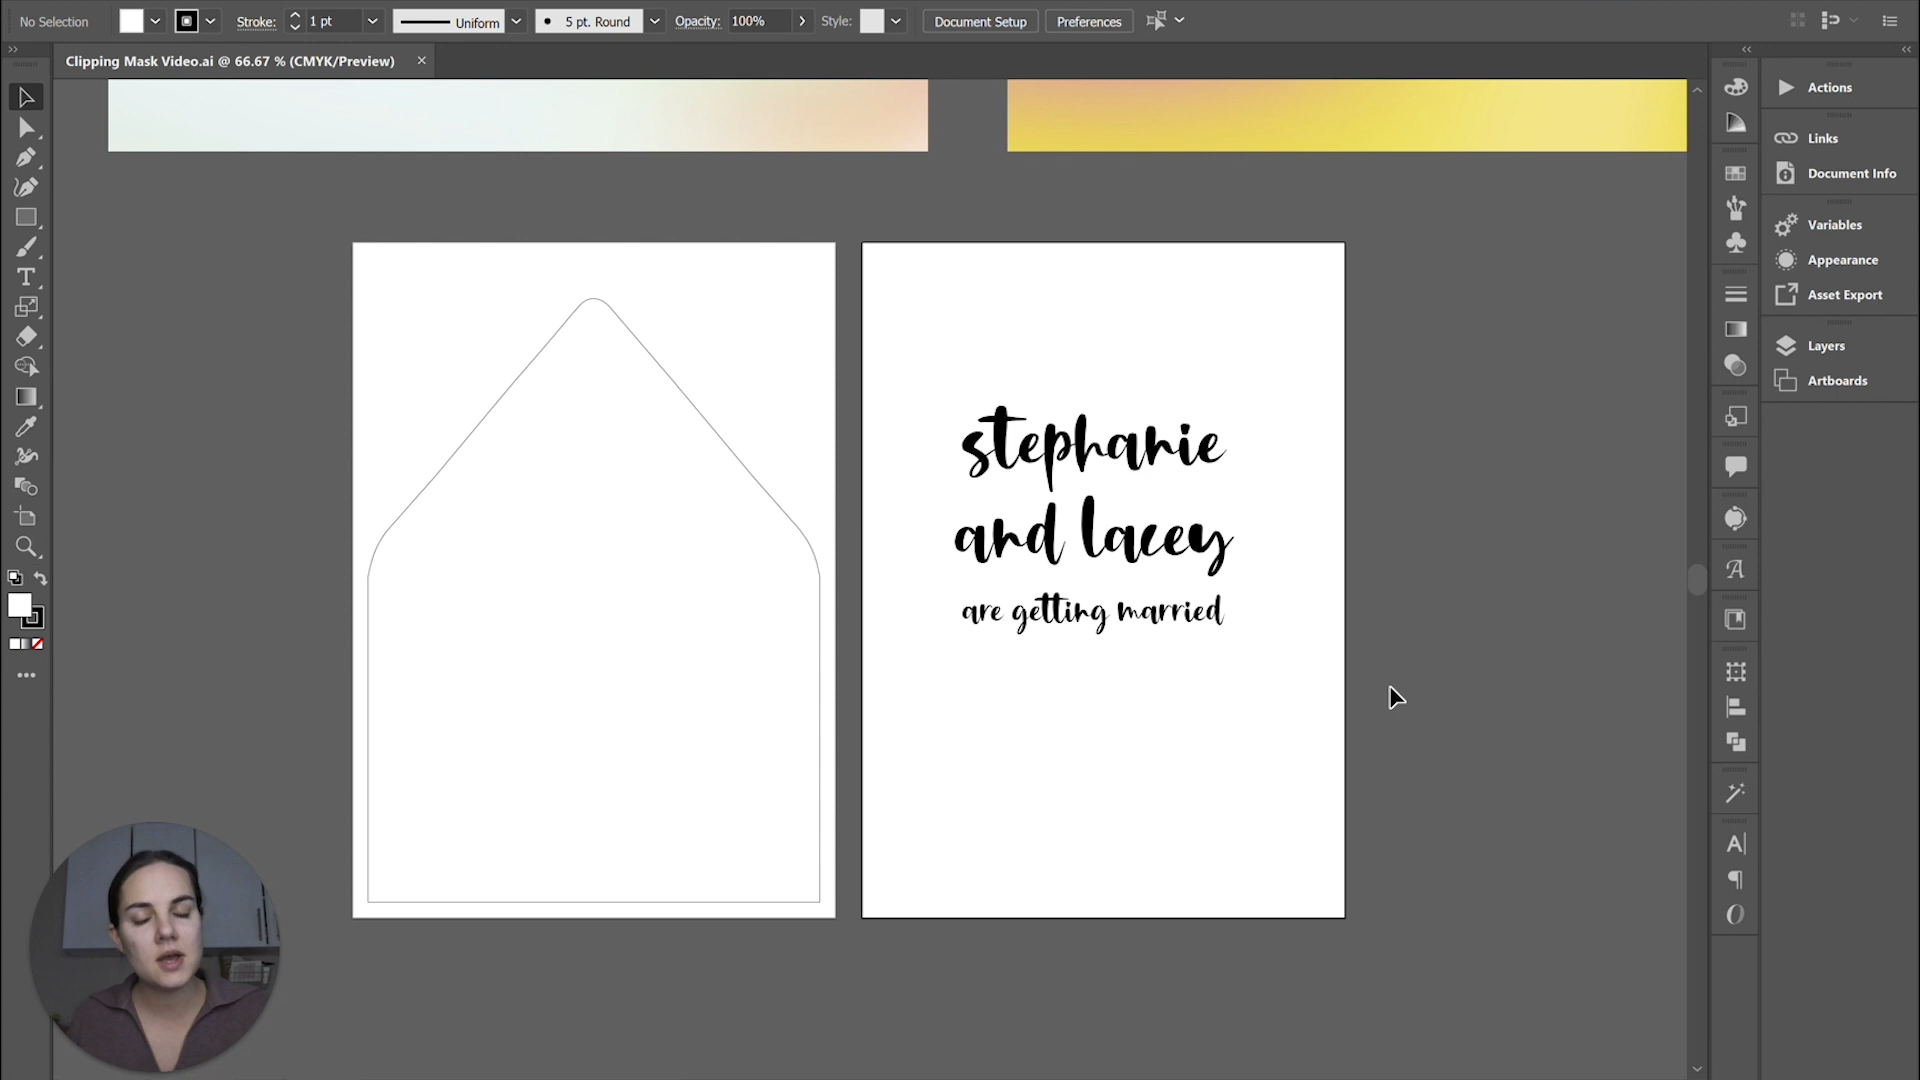 No Selection
Stroke:
1 pt
Uniform
5 pt. Round
Opacity:
100%
Style:
Document Setup
Preferences
Clipping Mask Video.ai @ 66.67 % (CMYK/Preview)
Actions
Links
Document Info
Variables
Appearance
Asset Export
Layers
Artboards
stephanie
and lacey
are getting married